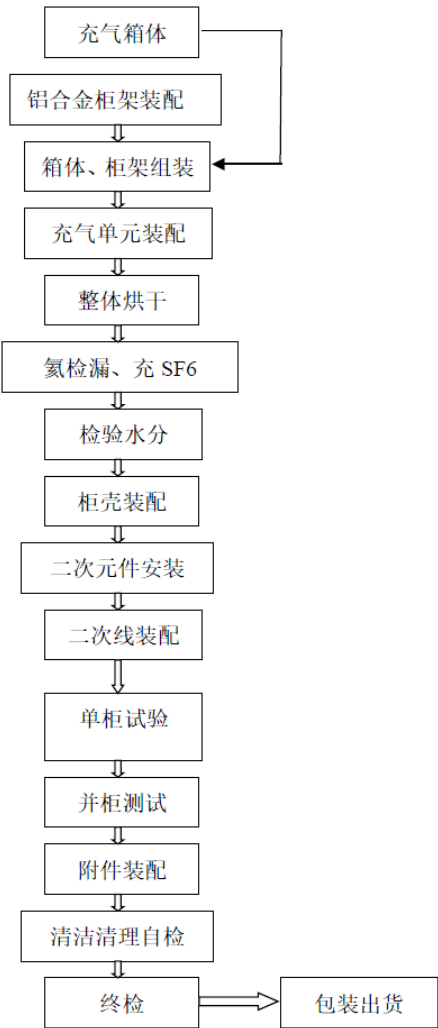 充气箱体
铝合金柜架装配
箱体、柜架组装
充气单元装配
整体烘干
氦检漏、充 SF6
检验水分
柜壳装配
二次元件安装
二次线装配
单柜试验
并柜测试
附件装配
清洁清理自检
终检
包装出货